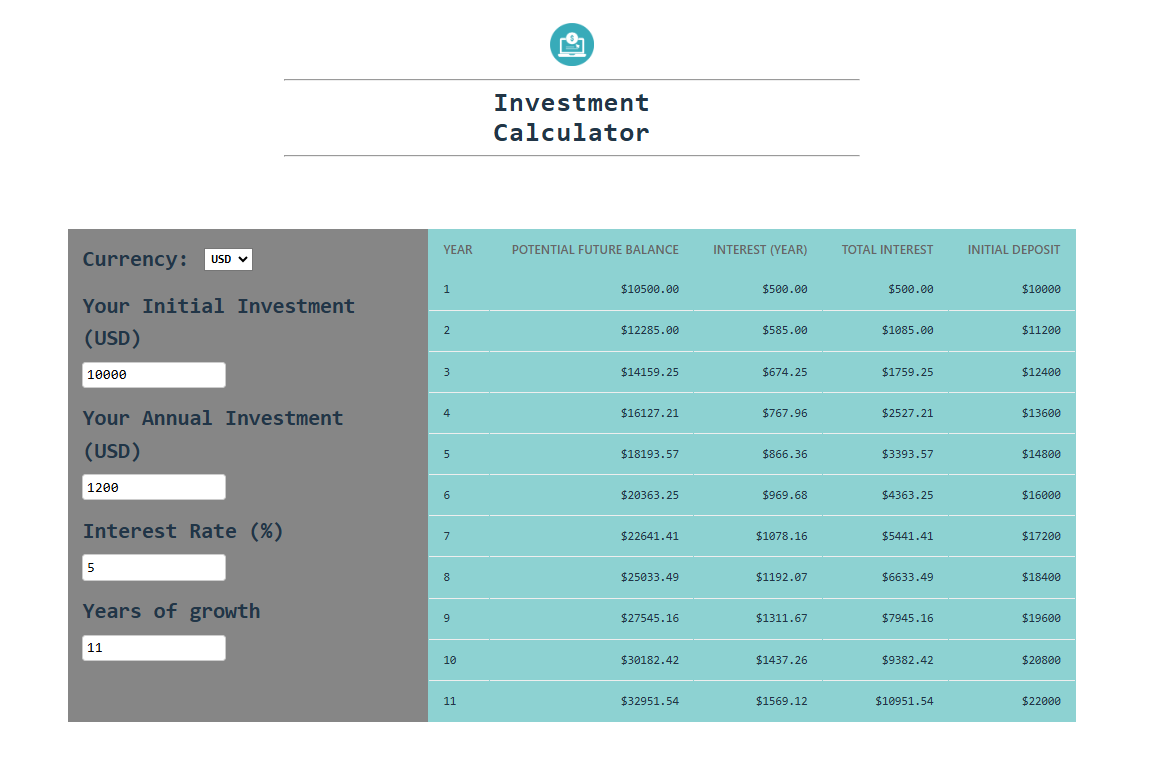 Investment
Calculator
Currency: USD
Your Initial Investment
(USD)
10000
Your Annual Investment
(USD)
1200
Interest Rate (%)
5
Years of growth
11
YEAR POTENTIAL FUTURE BALANCE INTEREST (YEAR) TOTAL INTEREST INITIAL DEPOSIT
1 $10500.00 $500.00 $500.00 $10000
2 $12285.00 $585.00 $1085.00 $11200
3 $14159.25 $674.25 $1759.25 $12400
4 $16127.21 $767.96 $2527.21 $13600
5 $18193.57 $866.36 $3393.57 $14800
6 $20363.25 $969.68 $4363.25 $16000
7 $22641.41 $1078.16 $5441.41 $17200
8 $25033.49 $1192.07 $6633.49 $18400
9 $27545.16 $1311.67 $7945.16 $19600
10 $30182.42 $1437.26 $9382.42 $20800
11 $32951.54 $1569.12 $10951.54 $22000